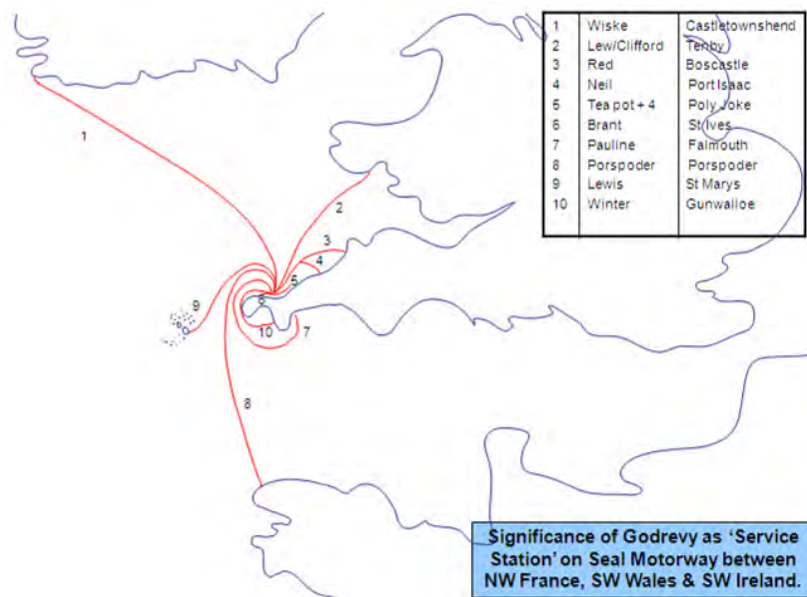 1 Wiske Castletownshend
2 Lew/Clifford Tenby
3 Red Boscastle
4 Neil Port Isaac
5 Tea pot + 4 Poly Joke
6 Brant St Ives
7 Pauline Falmouth
8 Porspoder Porspoder
9 Lewis St Marys
10 Winter Gunwalloe
1
2
3
4
5
6
9
10
7
8
Significance of Godrevy as ‘Service
Station’ on Seal Motorway between
NW France, SW Wales & SW Ireland.